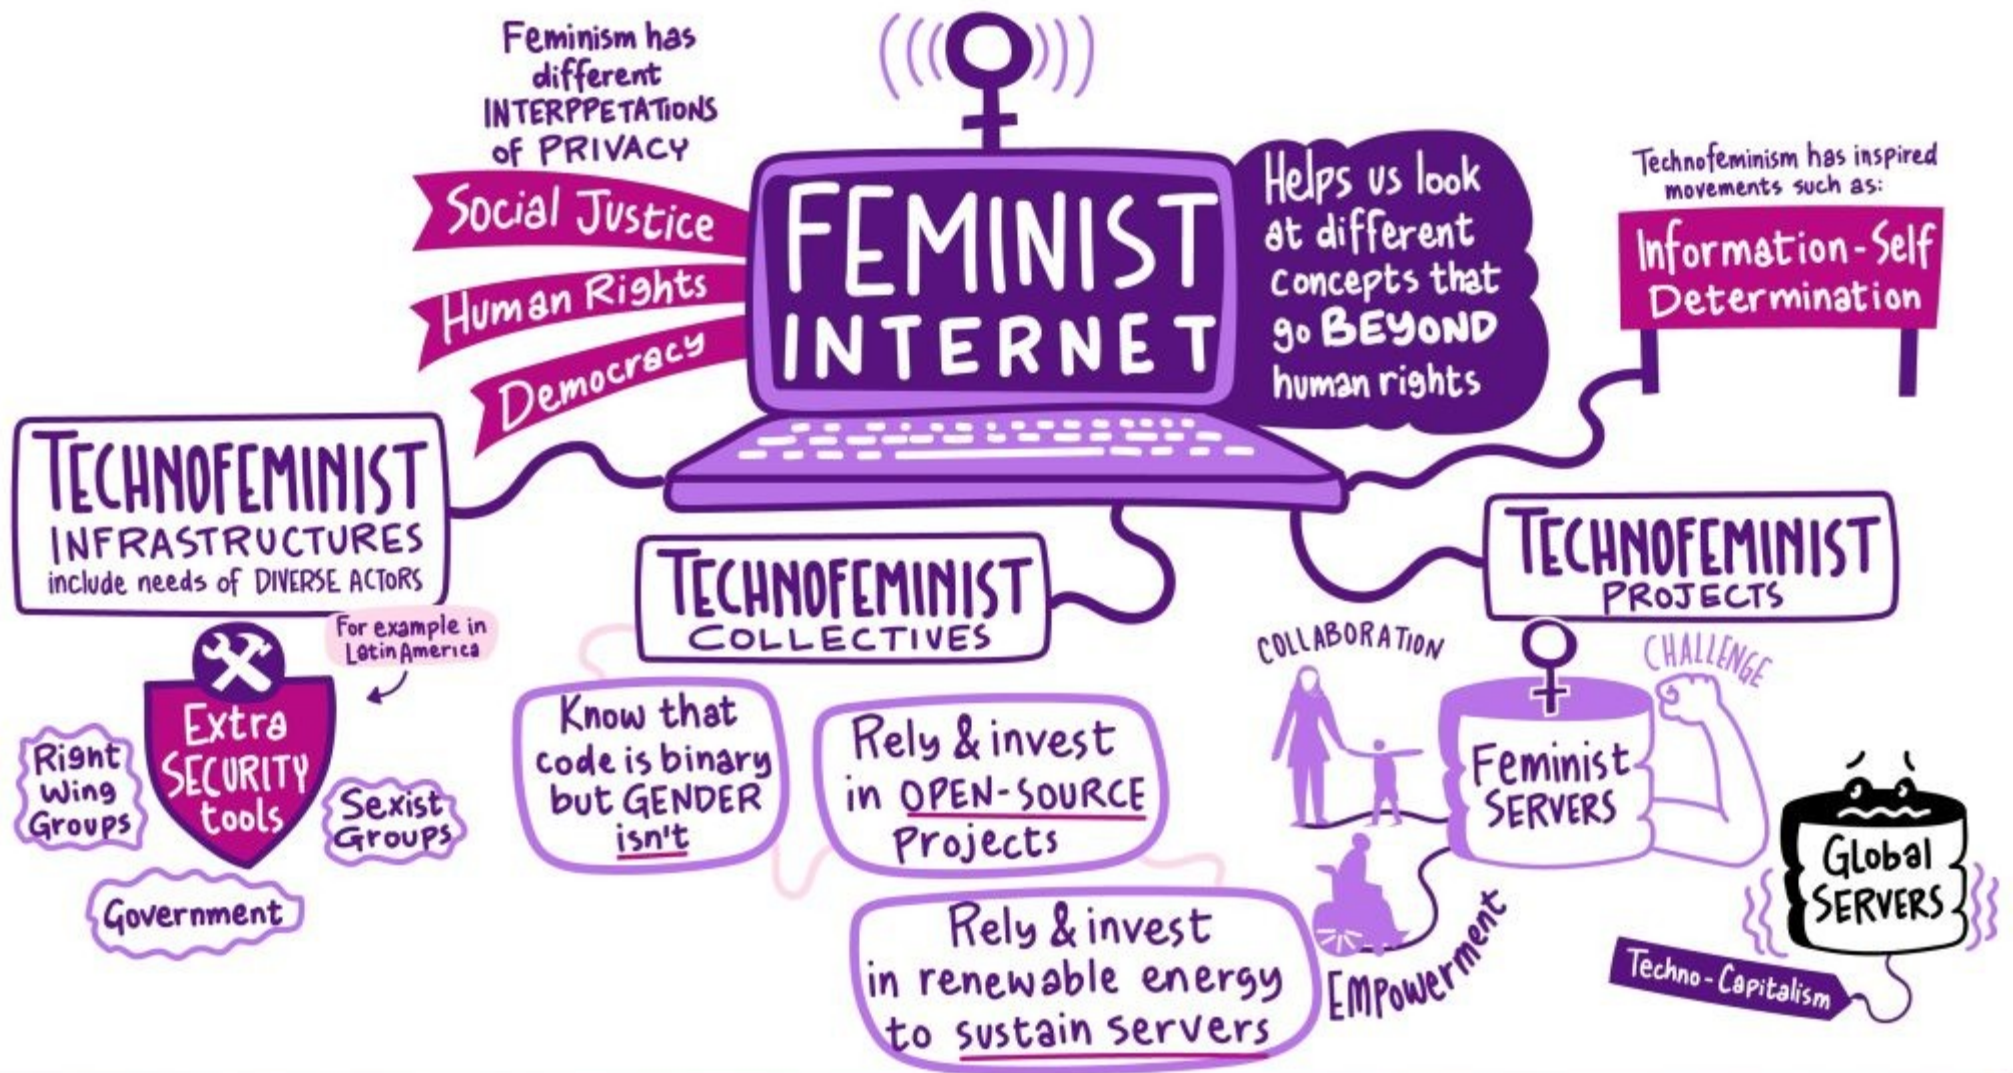 Feminism has
different
INTERPPETATIONS
of PRIVACY
Social Justice
Human Rights
Democracy
FEMINIST
INTERNET
Helps us look
at different
concepts that
go BEYOND
human rights
Technofeminism has inspired
movements such as:
Information-Self
Determination
TECHNOFEMINIST
INFRASTRUCTURES
include needs of DIVERSE ACTORS
For example in
Latin America
Extra
SECURITY
tools
Right
Wing
Groups
Sexist
Groups
Government
TECHNOFEMINIST
COLLECTIVES
Know that
code is binary
but GENDER
isn't
Rely & invest
in OPEN-SOURCE
Projects
Rely & invest
in renewable energy
to sustain servers
TECHNOFEMINIST
PROJECTS
COLLABORATION
CHALLENGE
Feminist
SERVERS
EMPOWERMENT
Global
SERVERS
Techno-Capitalism